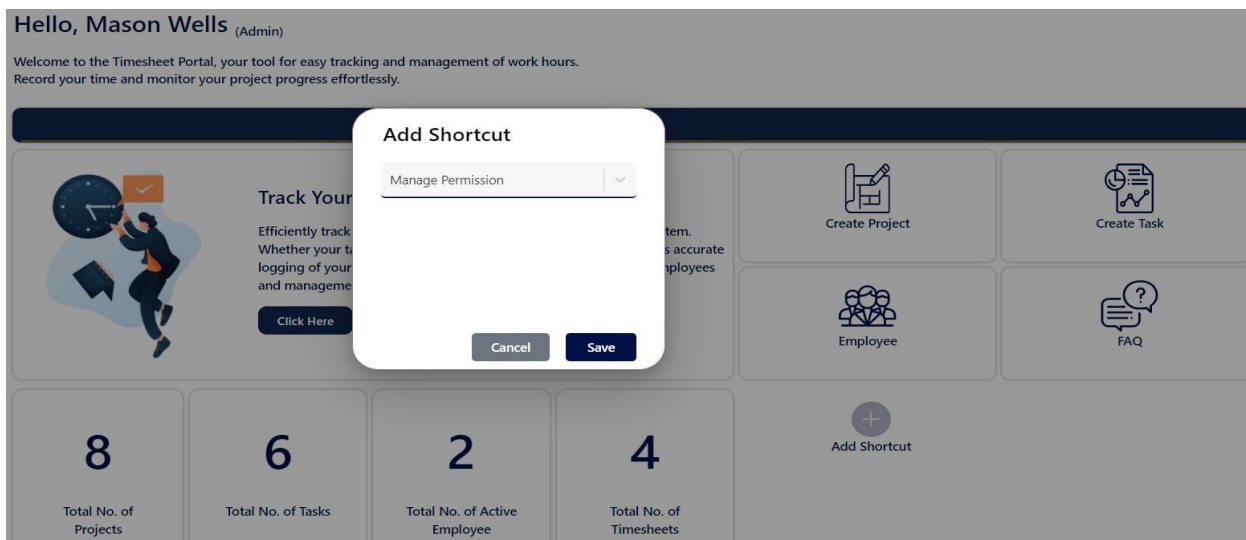 Hello, Mason Wells (Admin)
Welcome to the Timesheet Portal, your tool for easy tracking and management of work hours.
Record your time and monitor your project progress effortlessly.
Add Shortcut
Manage Permission
Cancel
Save
Track Your
Efficiently track
tem.
Whether your
s accurate
logging of your
mployees
and manageme
Click Here
Create Project
Create Task
Employee
FAQ
Add Shortcut
8
Total No. of
Projects
6
Total No. of Tasks
2
Total No. of Active
Employee
4
Total No. of
Timesheets